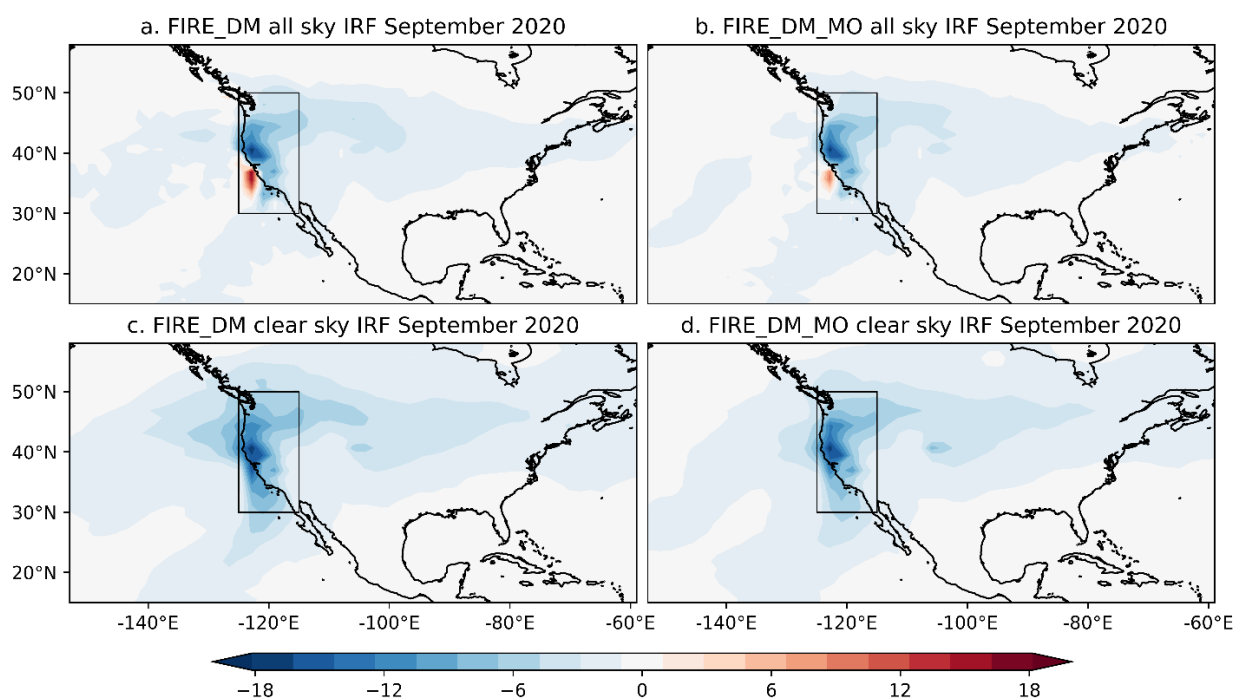 a. FIRE_DM all sky IRF September 2020
b. FIRE_DM_MO all sky IRF September 2020
50°N
40°N
30°N
20°N
c. FIRE_DM clear sky IRF September 2020
d. FIRE_DM_MO clear sky IRF September 2020
50°N
40°N
30°N
20°N
-140°E -120°E -100°E -80°E -60°E -140°E -120°E -100°E -80°E -60°E
−18 −12 −6 0 6 12 18